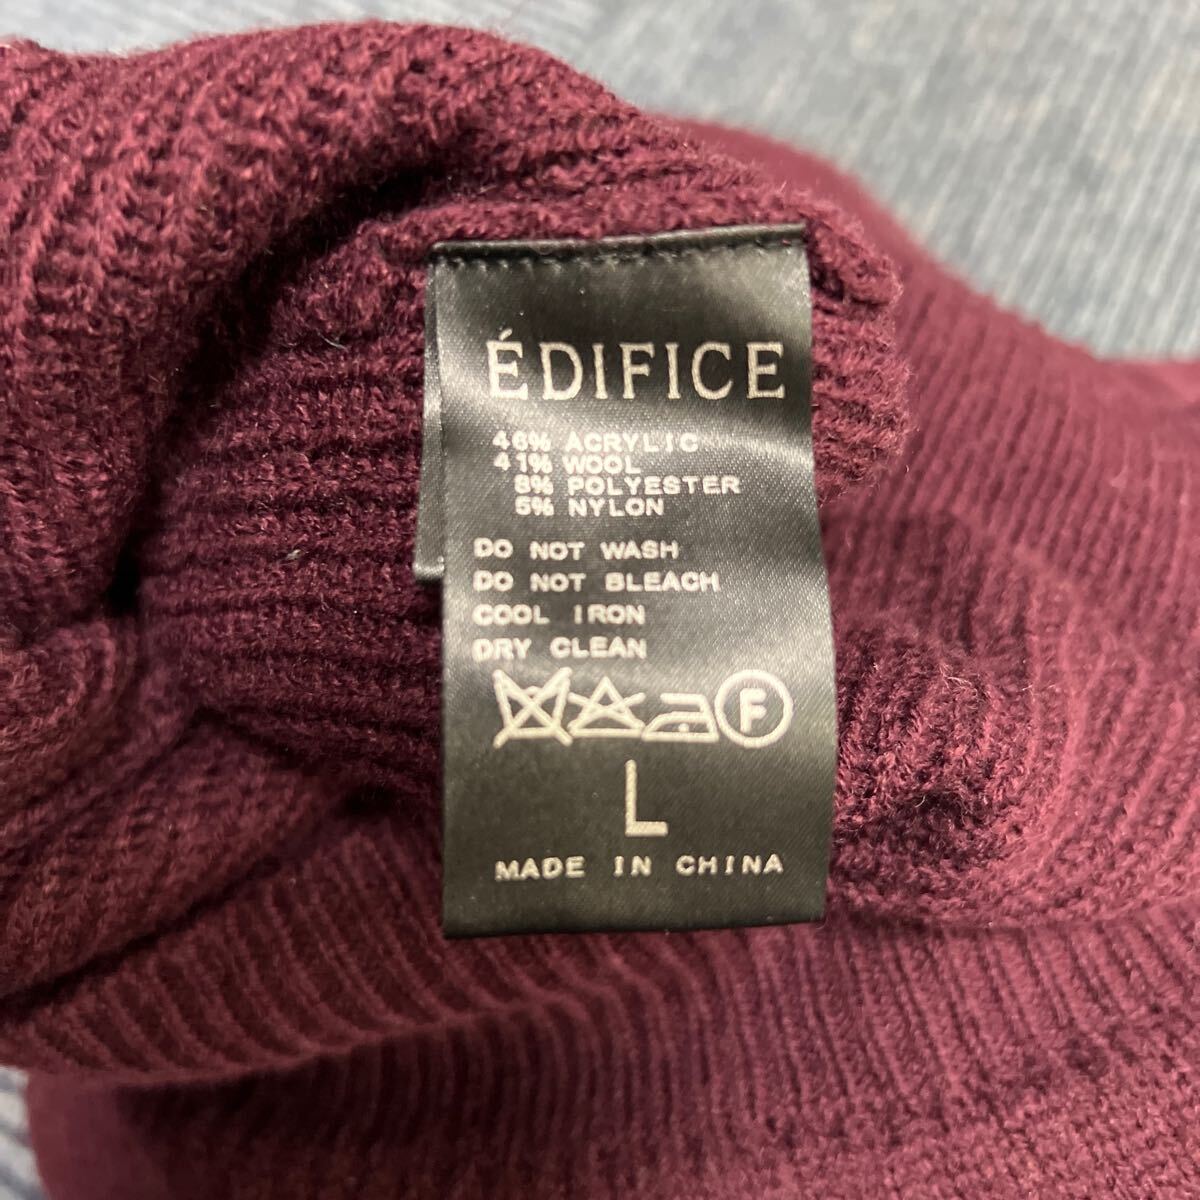 ÉDIFICE
46% ACRYLIC
41% WOOL
8% POLYESTER
5% NYLON
DO NOT WASH
DO NOT BLEACH
COOL IRON
DRY CLEAN
F
L
MADE IN CHINA